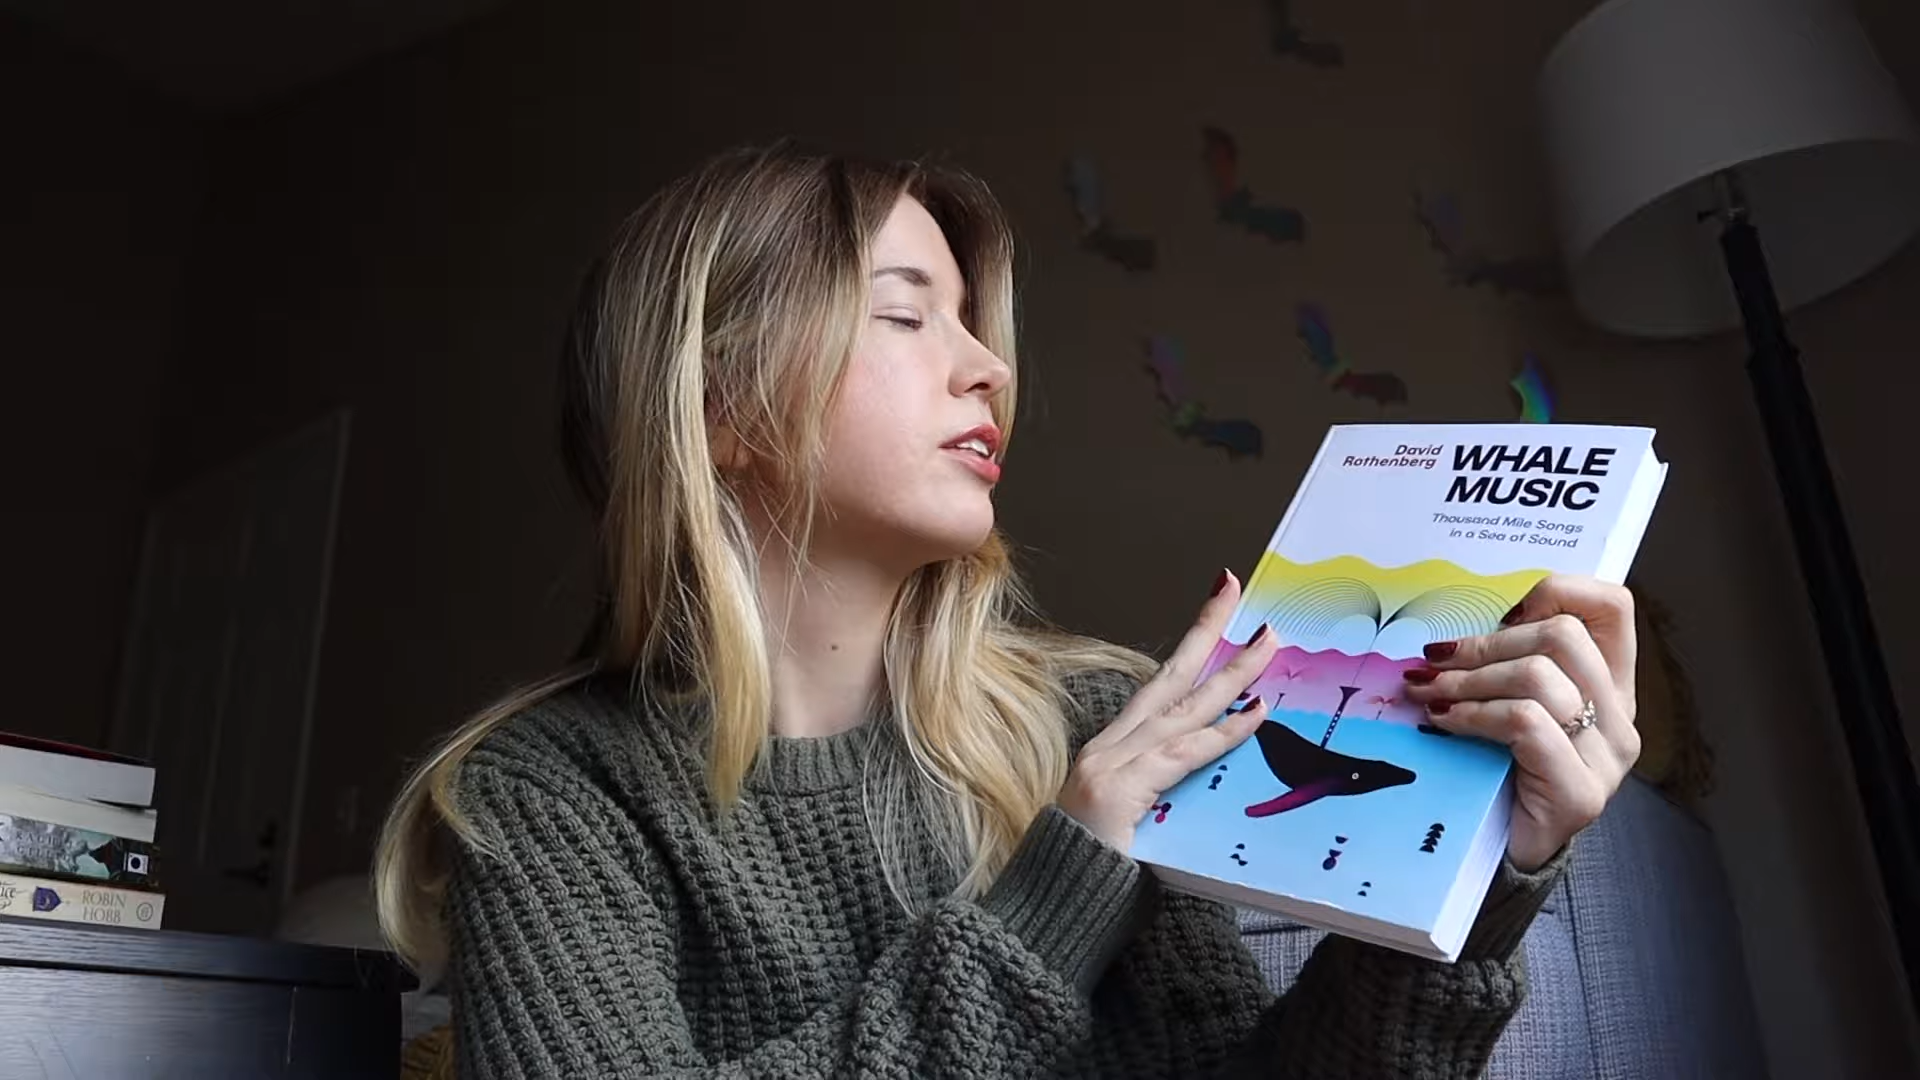 David
Rothenberg
WHALE
MUSIC
Thousand Mile Songs
in a Sea of Sound
ROBIN
HOBB